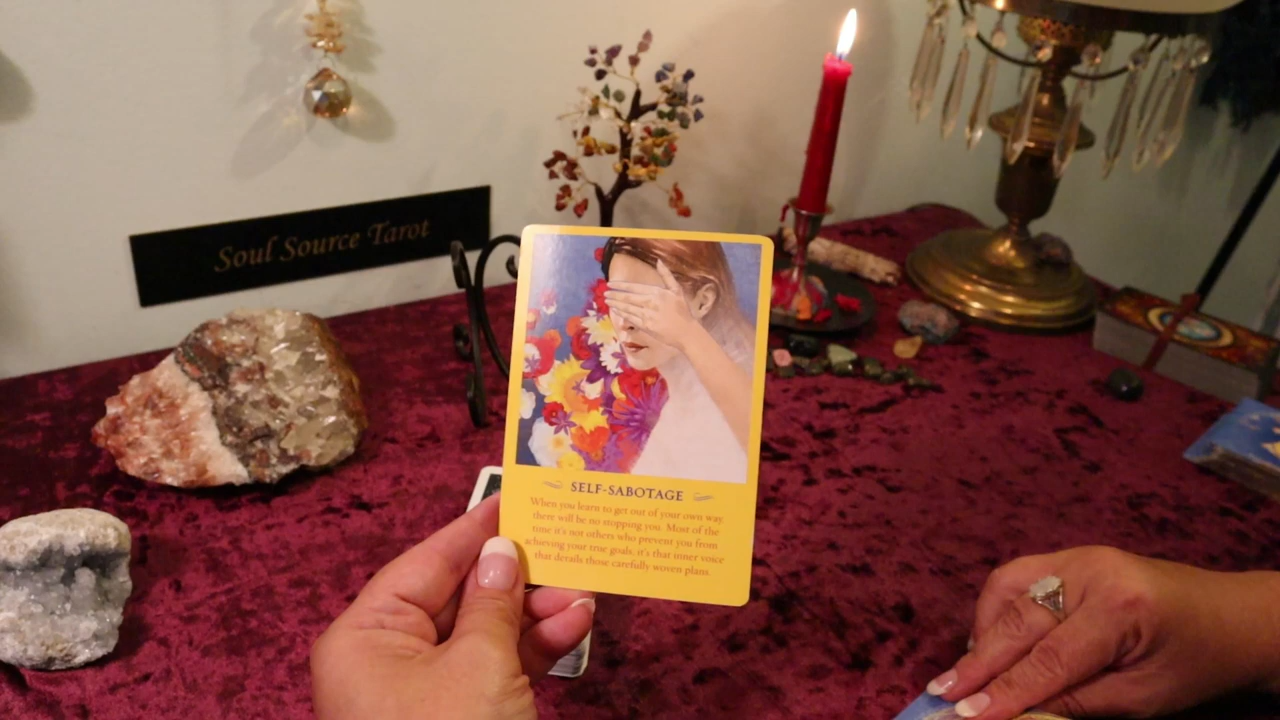 Soul Source Tarot
SELF-SABOTAGE
When you learn to get out of your own way
there will be no stopping you. Most of the
time it's not others who prevent you from
achieving your true goals, it's that inner voice
that derails those carefully woven plans.